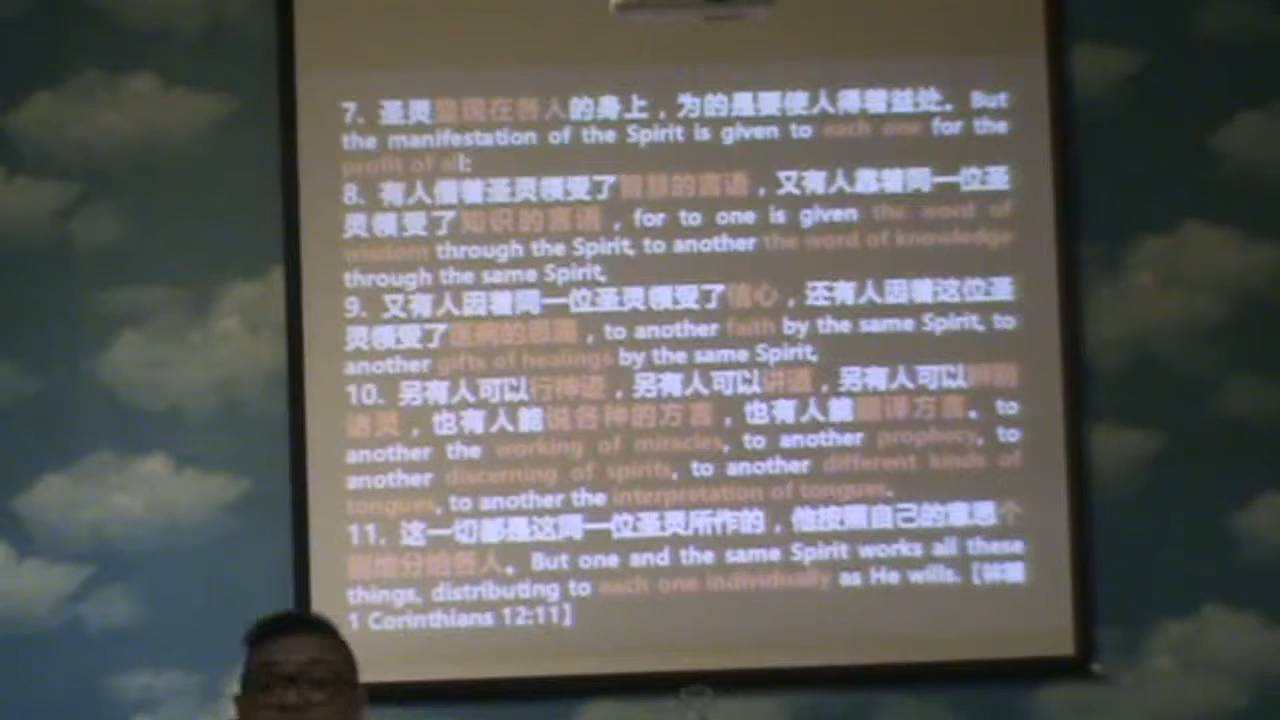 7. 圣灵显现在各人的身上，为的是要使人得着益处。But
the manifestation of the Spirit is given to each one for the
profit of all:
8. 有人借着圣灵领受了智慧的言语，又有人靠着同一位圣
灵领受了知识的言语，for to one is given the word of
wisdom through the Spirit, to another the word of knowledge
through the same Spirit,
9. 又有人因着同一位圣灵领受了信心，还有人因着这位圣
灵领受了医病的恩赐，to another faith by the same Spirit, to
another gifts of healings by the same Spirit,
10. 另有人可以行神迹，另有人可以讲道，另有人可以辨别
诸灵，也有人能说各种的方言，也有人能翻译方言。to
another the working of miracles, to another prophecy, to
another discerning of spirits, to another different kinds of
tongues, to another the interpretation of tongues.
11. 这一切都是这同一位圣灵所作的，他按照自己的意思个
别地分给各人。But one and the same Spirit works all these
things, distributing to each one individually as He wills. [林前
1 Corinthians 12:11]